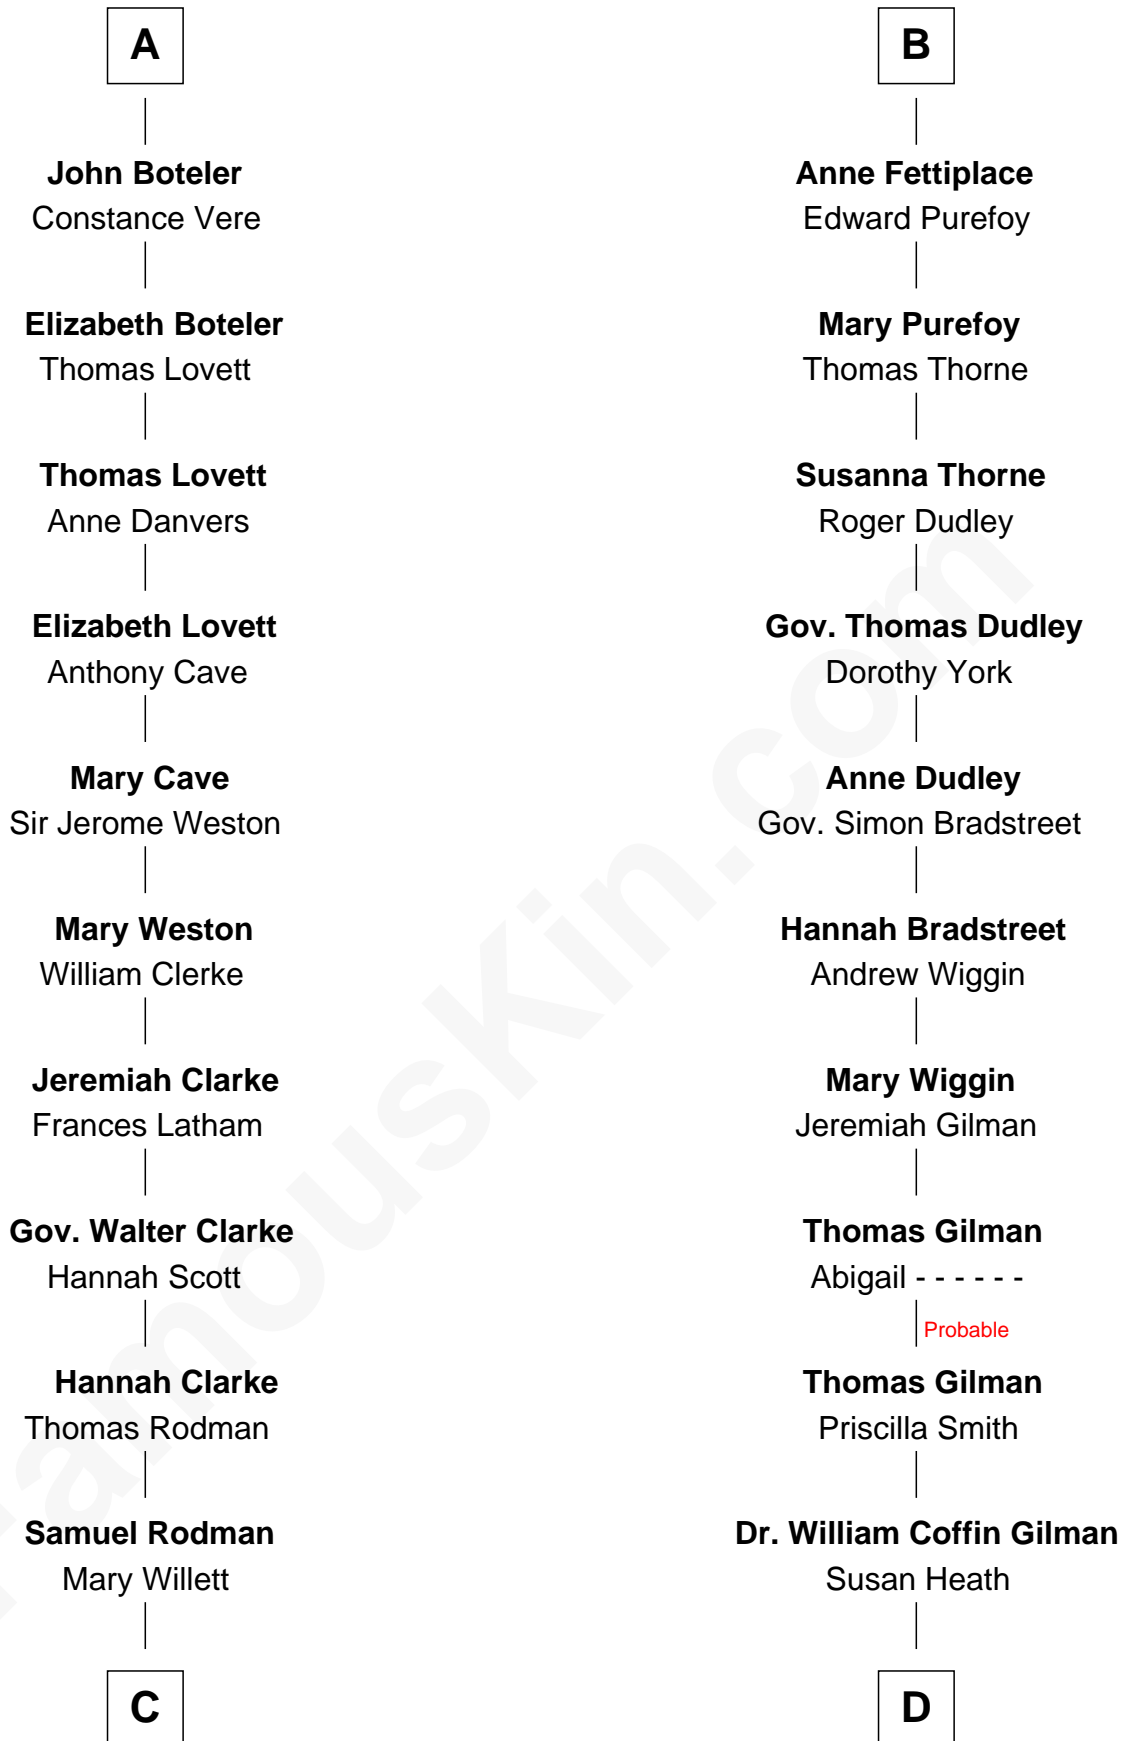 A
John Boteler
Constance Vere
Elizabeth Boteler
Thomas Lovett
Thomas Lovett
Anne Danvers
Elizabeth Lovett
Anthony Cave
Mary Cave
Sir Jerome Weston
Mary Weston
William Clerke
Jeremiah Clarke
Frances Latham
Gov. Walter Clarke
Hannah Scott
Hannah Clarke
Thomas Rodman
Samuel Rodman
Mary Willett
C
B
Anne Fettiplace
Edward Purefoy
Mary Purefoy
Thomas Thorne
Susanna Thorne
Roger Dudley
Gov. Thomas Dudley
Dorothy York
Anne Dudley
Gov. Simon Bradstreet
Hannah Bradstreet
Andrew Wiggin
Mary Wiggin
Jeremiah Gilman
Thomas Gilman
Abigail - - - - - -
Probable
Thomas Gilman
Priscilla Smith
Dr. William Coffin Gilman
Susan Heath
D
FamousKin.com